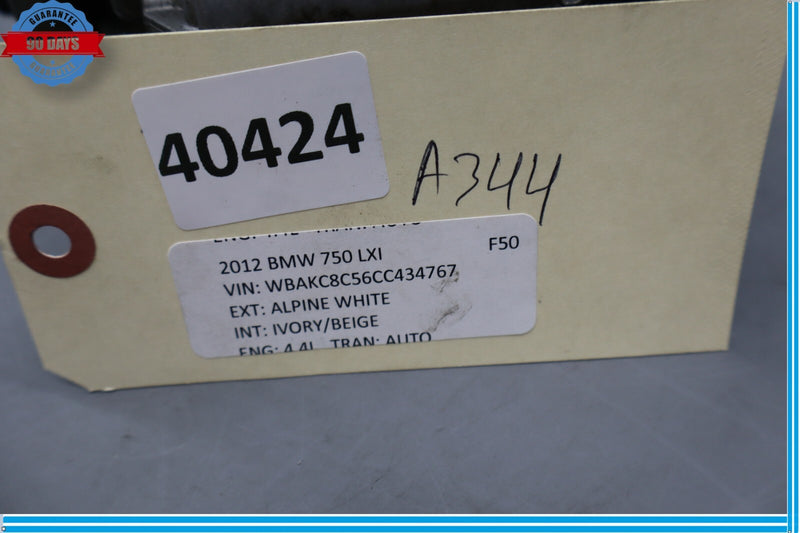 GUARANTEE
90 DAYS
GUARANTEE
40424
A344
2012 BMW 750 LXI F50
VIN: WBAKC8C56CC434767
EXT: ALPINE WHITE
INT: IVORY/BEIGE
ENG: 4.4L TRAN: AUTO